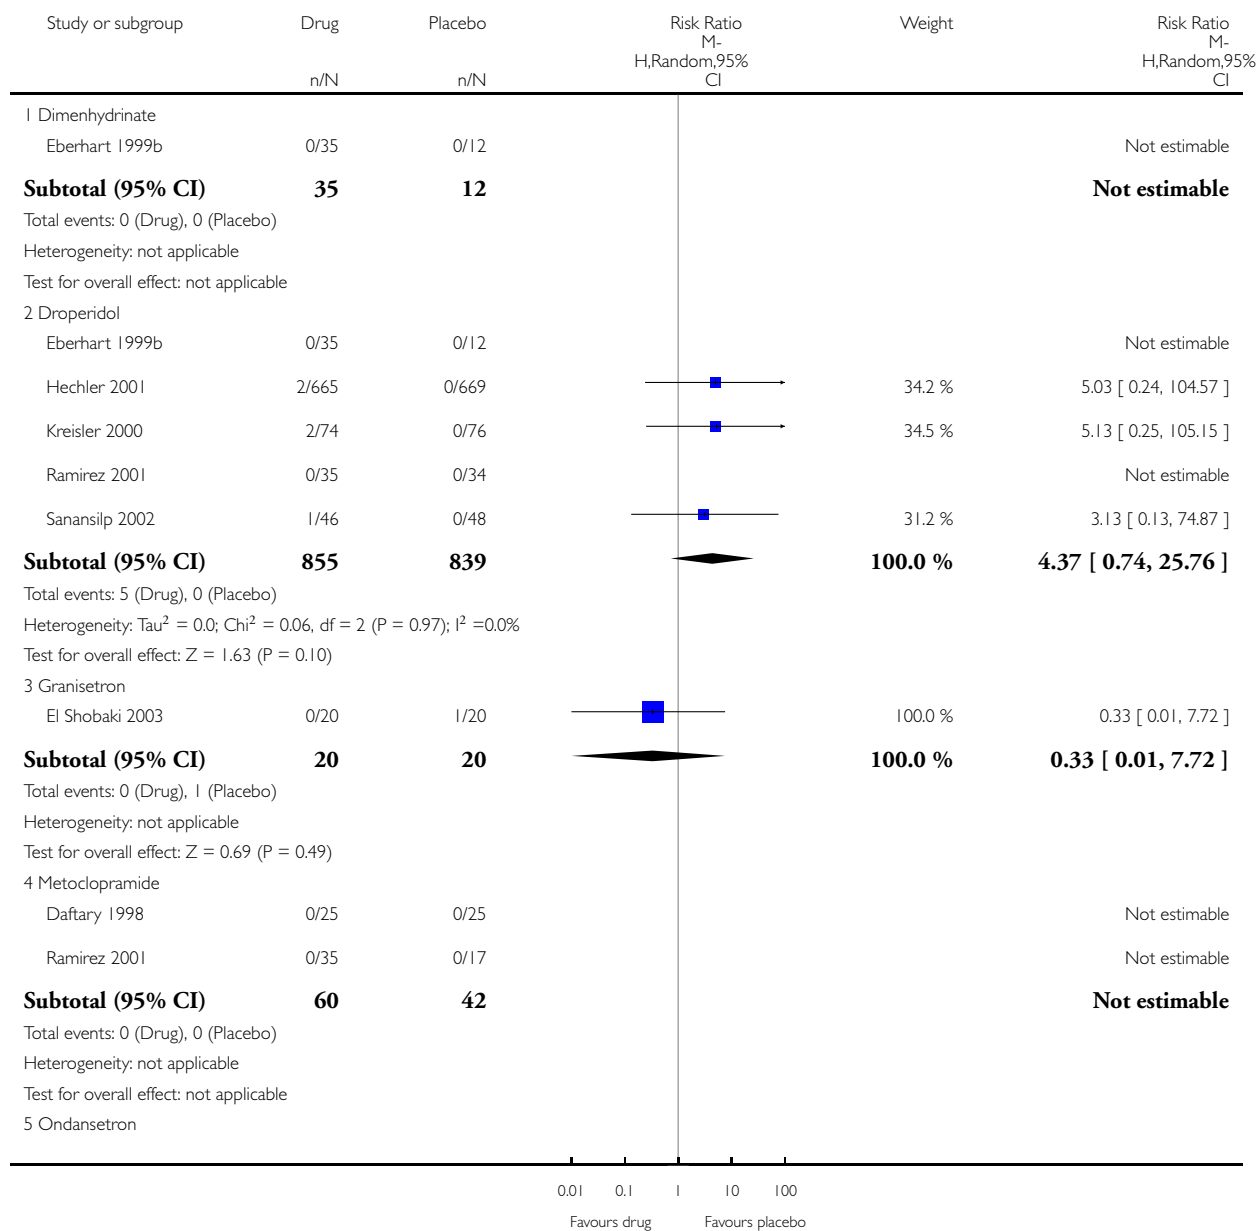 Study or subgroup Drug Placebo Risk Ratio Weight Risk Ratio
M- M-
H,Random,95% H,Random,95%
n/N n/N CI CI
1 Dimenhydrinate
Eberhart 1999b 0/35 0/12 Not estimable
Subtotal (95% CI) 35 12 Not estimable
Total events: 0 (Drug), 0 (Placebo)
Heterogeneity: not applicable
Test for overall effect: not applicable
2 Droperidol
Eberhart 1999b 0/35 0/12 Not estimable
Hechler 2001 2/665 0/669 34.2 % 5.03 [ 0.24, 104.57 ]
Kreisler 2000 2/74 0/76 34.5 % 5.13 [ 0.25, 105.15 ]
Ramirez 2001 0/35 0/34 Not estimable
Sanansilp 2002 1/46 0/48 31.2 % 3.13 [ 0.13, 74.87 ]
Subtotal (95% CI) 855 839 100.0 % 4.37 [ 0.74, 25.76 ]
Total events: 5 (Drug), 0 (Placebo)
Heterogeneity: Tau² = 0.0; Chi² = 0.06, df = 2 (P = 0.97); I² =0.0%
Test for overall effect: Z = 1.63 (P = 0.10)
3 Granisetron
El Shobaki 2003 0/20 1/20 100.0 % 0.33 [ 0.01, 7.72 ]
Subtotal (95% CI) 20 20 100.0 % 0.33 [ 0.01, 7.72 ]
Total events: 0 (Drug), 1 (Placebo)
Heterogeneity: not applicable
Test for overall effect: Z = 0.69 (P = 0.49)
4 Metoclopramide
Daftary 1998 0/25 0/25 Not estimable
Ramirez 2001 0/35 0/17 Not estimable
Subtotal (95% CI) 60 42 Not estimable
Total events: 0 (Drug), 0 (Placebo)
Heterogeneity: not applicable
Test for overall effect: not applicable
5 Ondansetron
0.01 0.1 1 10 100
Favours drug Favours placebo